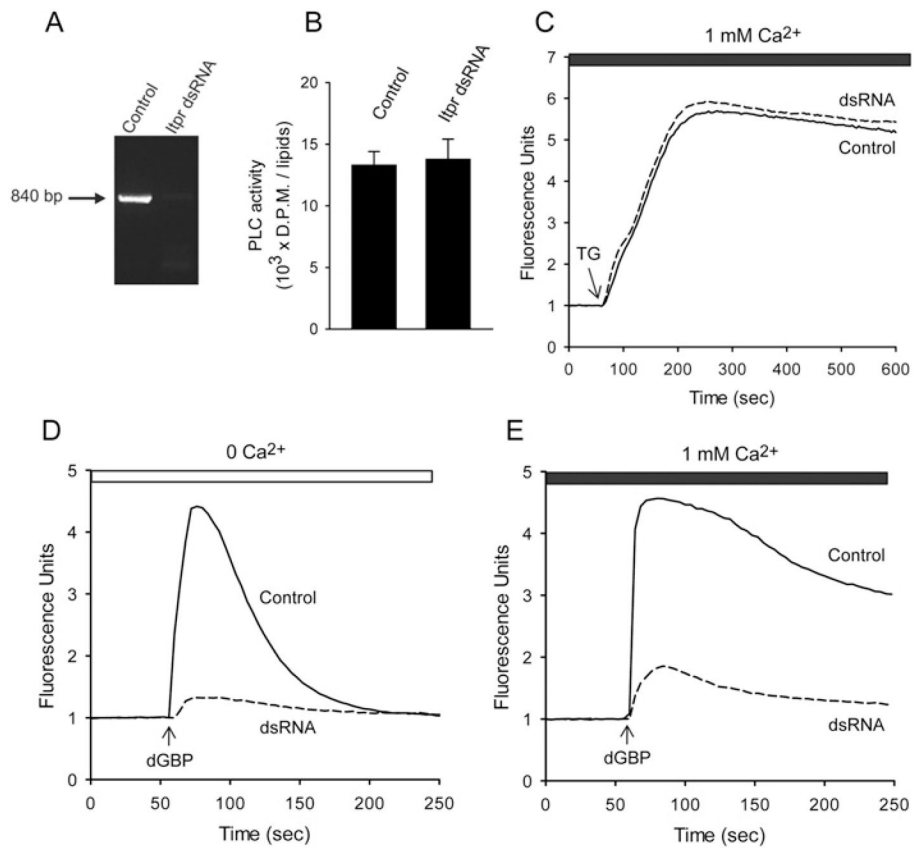 A
Control
Itpr dsRNA
840 bp
B
PLC activity
(10³ x D.P.M. / lipids)
20
15
10
5
0
Control
Itpr dsRNA
C
1 mM Ca²⁺
Fluorescence Units
7
6
5
4
3
2
1
0
dsRNA
Control
TG
0 100 200 300 400 500 600
Time (sec)
D
0 Ca²⁺
Fluorescence Units
5
4
3
2
1
0
Control
dsRNA
dGBP
0 50 100 150 200 250
Time (sec)
E
1 mM Ca²⁺
Fluorescence Units
5
4
3
2
1
0
Control
dsRNA
dGBP
0 50 100 150 200 250
Time (sec)